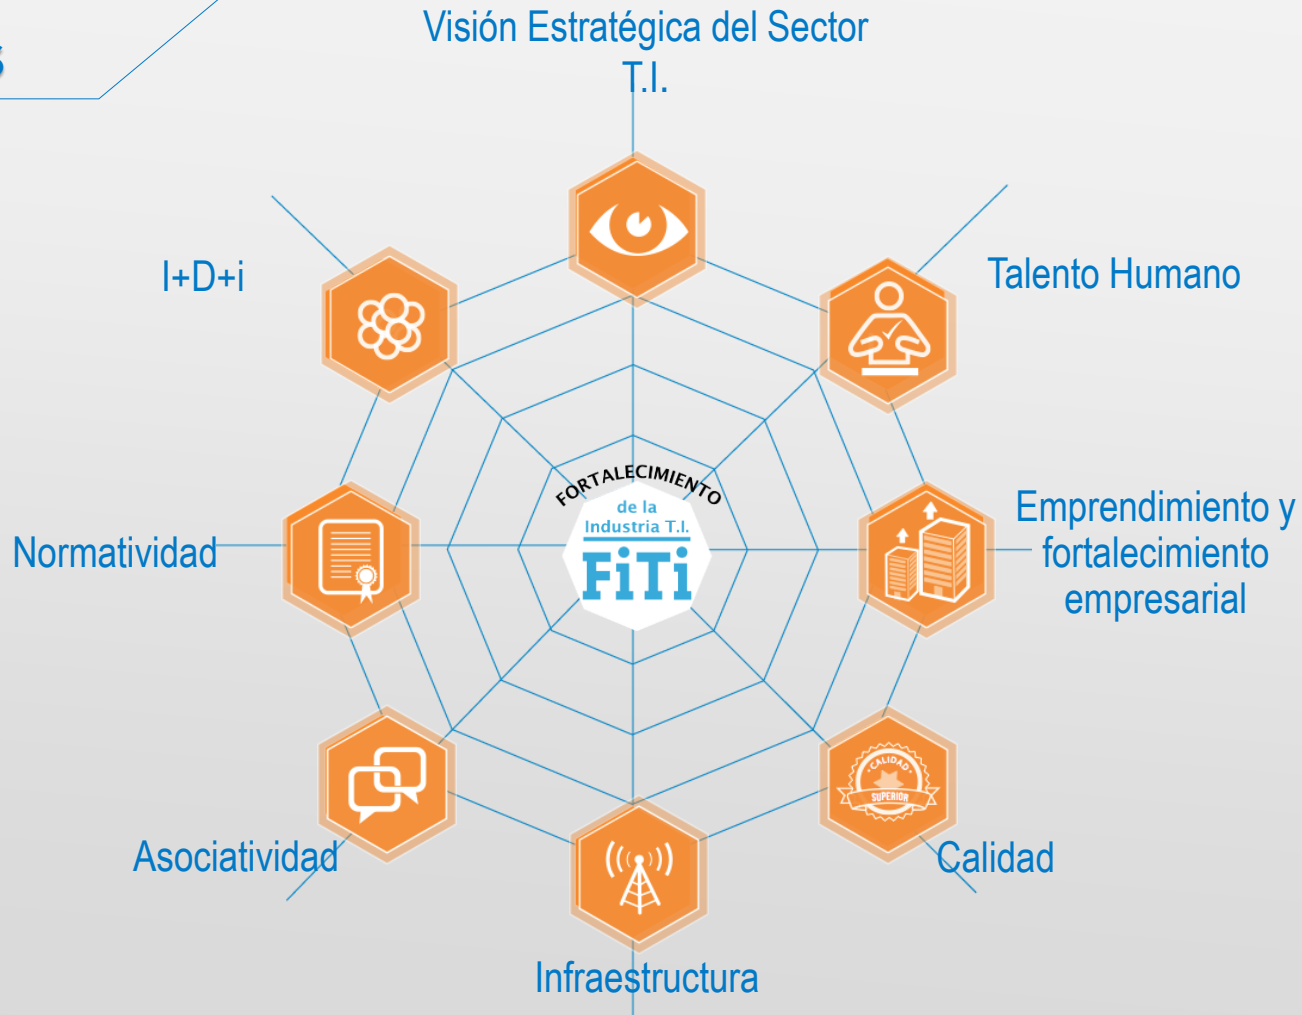 Visión Estratégica del Sector
T.I.
I+D+i
Talento Humano
FORTALECIMIENTO
de la
Industria T.I.
FiTi
Normatividad
Emprendimiento y
fortalecimiento
empresarial
CALIDAD
SUPERIOR
Asociatividad
Calidad
Infraestructura